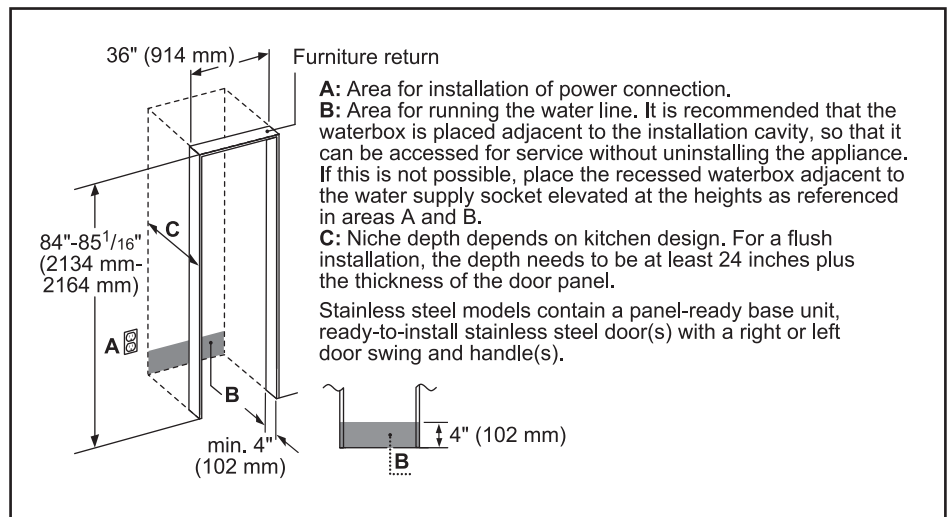 36" (914 mm)
Furniture return
A: Area for installation of power connection.
B: Area for running the water line. It is recommended that the
waterbox is placed adjacent to the installation cavity, so that it
can be accessed for service without uninstalling the appliance.
If this is not possible, place the recessed waterbox adjacent to
the water supply socket elevated at the heights as referenced
in areas A and B.
C: Niche depth depends on kitchen design. For a flush
installation, the depth needs to be at least 24 inches plus
the thickness of the door panel.
Stainless steel models contain a panel-ready base unit,
ready-to-install stainless steel door(s) with a right or left
door swing and handle(s).
C
84"-85 1/16"
(2134 mm-
2164 mm)
A
B
min. 4"
(102 mm)
4" (102 mm)
B